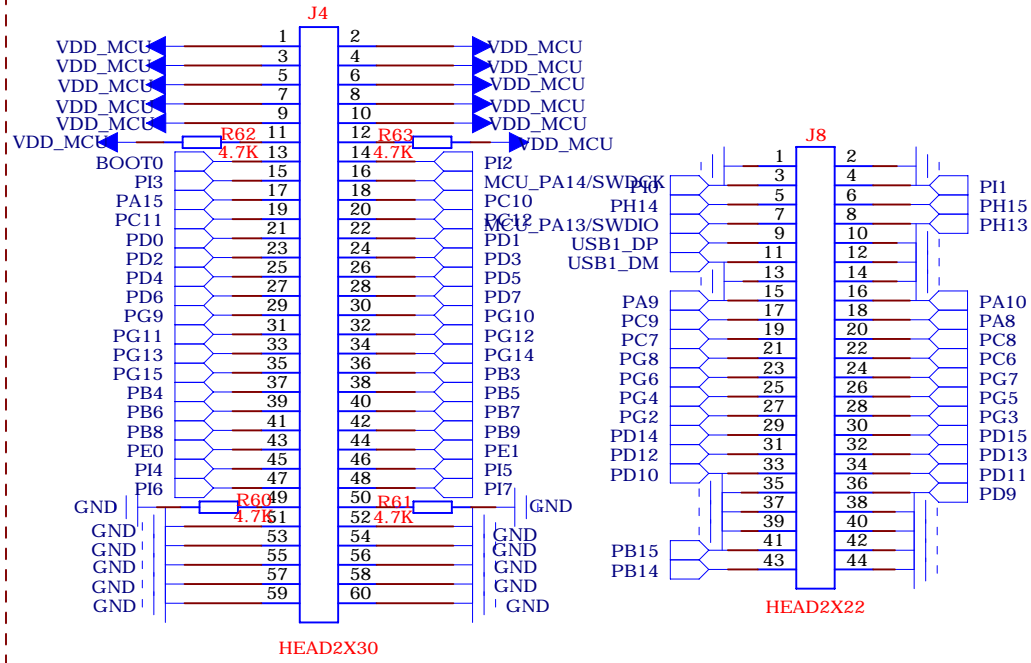 J4
1 2
VDD_MCU VDD_MCU
3 4
VDD_MCU VDD_MCU
5 6
VDD_MCU VDD_MCU
7 8
VDD_MCU VDD_MCU
9 10
VDD_MCU VDD_MCU
11 R62 12 R63
VDD_MCU 4.7K 4.7K VDD_MCU
BOOT0 13 14 PI2
PI3 15 16 MCU_PA14/SWDCK
PA15 17 18 PC10
PC11 19 20 PC12
MCU_PA13/SWDIO
PD0 21 22 PD1
PD2 23 24 PD3
PD4 25 26 PD5
PD6 27 28 PD7
PG9 29 30 PG10
PG11 31 32 PG12
PG13 33 34 PG14
PG15 35 36 PB3
PB4 37 38 PB5
PB6 39 40 PB7
PB8 41 42 PB9
PE0 43 44 PE1
PI4 45 46 PI5
PI6 47 48 PI7
GND R60 49 50 R61 GND
4.7K 51 4.7K 52
GND GND
53 54
GND GND
55 56
GND GND
57 58
GND GND
59 60
GND GND
HEAD2X30
J8
1 2
PI0 3 4 PI1
PH14 5 6 PH15
7 8 PH13
USB1_DP 9 10
USB1_DM 11 12
13 14
PA9 15 16 PA10
PC9 17 18 PA8
PC7 19 20 PC8
PG8 21 22 PC6
PG6 23 24 PG7
PG4 25 26 PG5
PG2 27 28 PG3
PD14 29 30 PD15
PD12 31 32 PD13
PD10 33 34 PD11
35 36 PD9
37 38
39 40
PB15 41 42
PB14 43 44
HEAD2X22